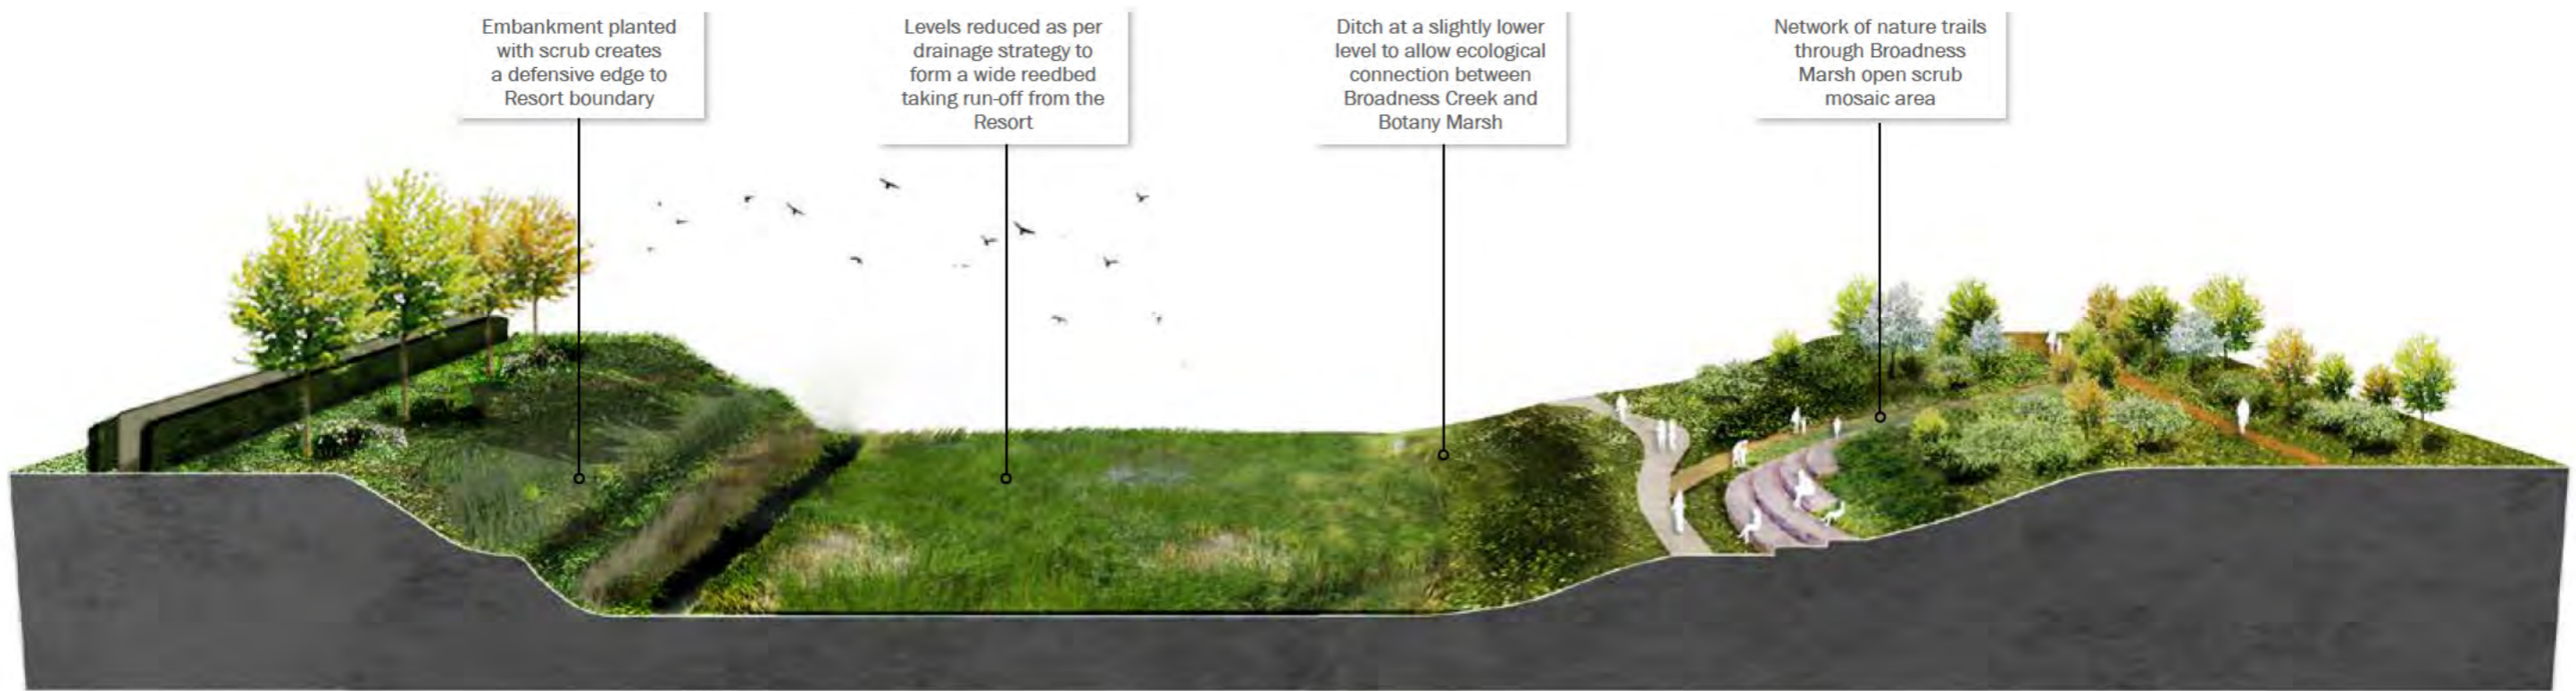 Embankment planted
with scrub creates
a defensive edge to
Resort boundary
Levels reduced as per
drainage strategy to
form a wide reedbed
taking run-off from the
Resort
Ditch at a slightly lower
level to allow ecological
connection between
Broadness Creek and
Botany Marsh
Network of nature trails
through Broadness
Marsh open scrub
mosaic area